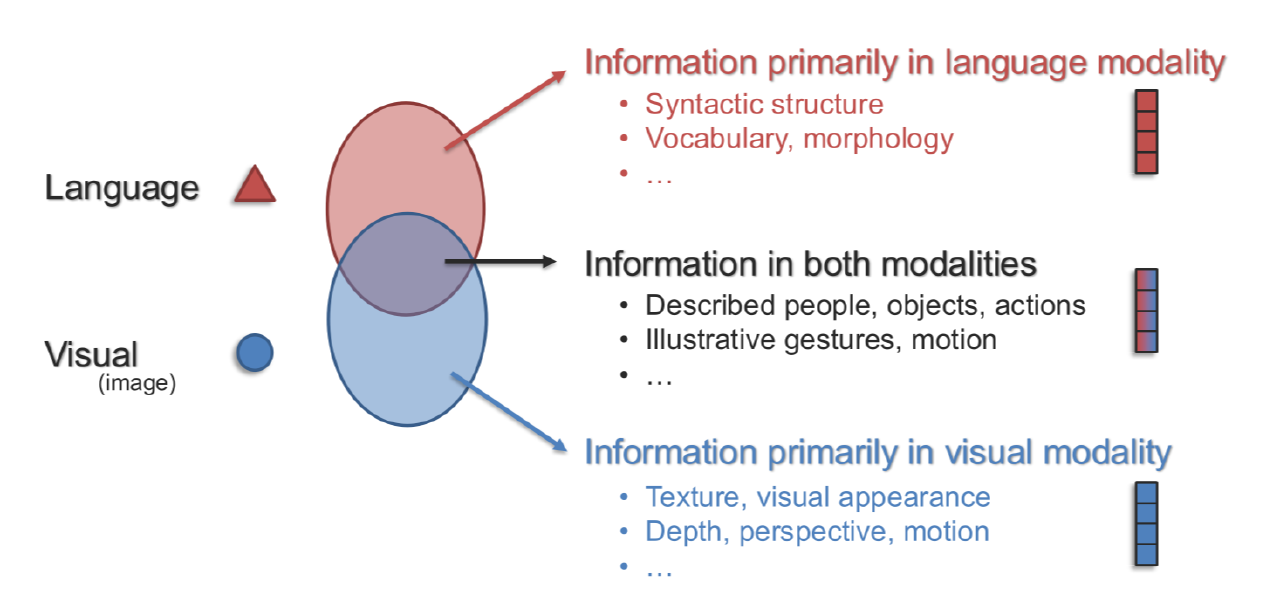 Information primarily in language modality
• Syntactic structure
• Vocabulary, morphology
• …
Language
Information in both modalities
• Described people, objects, actions
• Illustrative gestures, motion
• …
Visual
(image)
Information primarily in visual modality
• Texture, visual appearance
• Depth, perspective, motion
• …